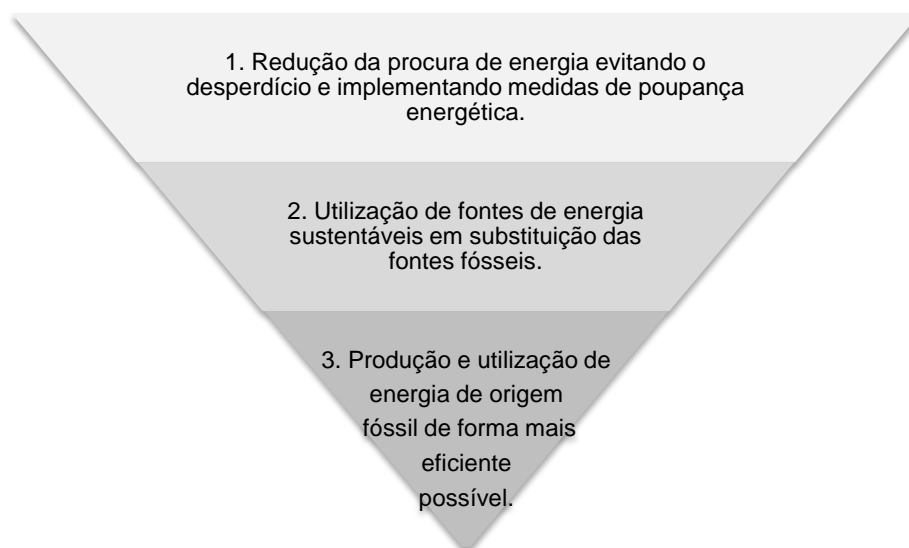 1. Redução da procura de energia evitando o
desperdício e implementando medidas de poupança
energética.
2. Utilização de fontes de energia
sustentáveis em substituição das
fontes fósseis.
3. Produção e utilização de
energia de origem
fóssil de forma mais
eficiente
possível.